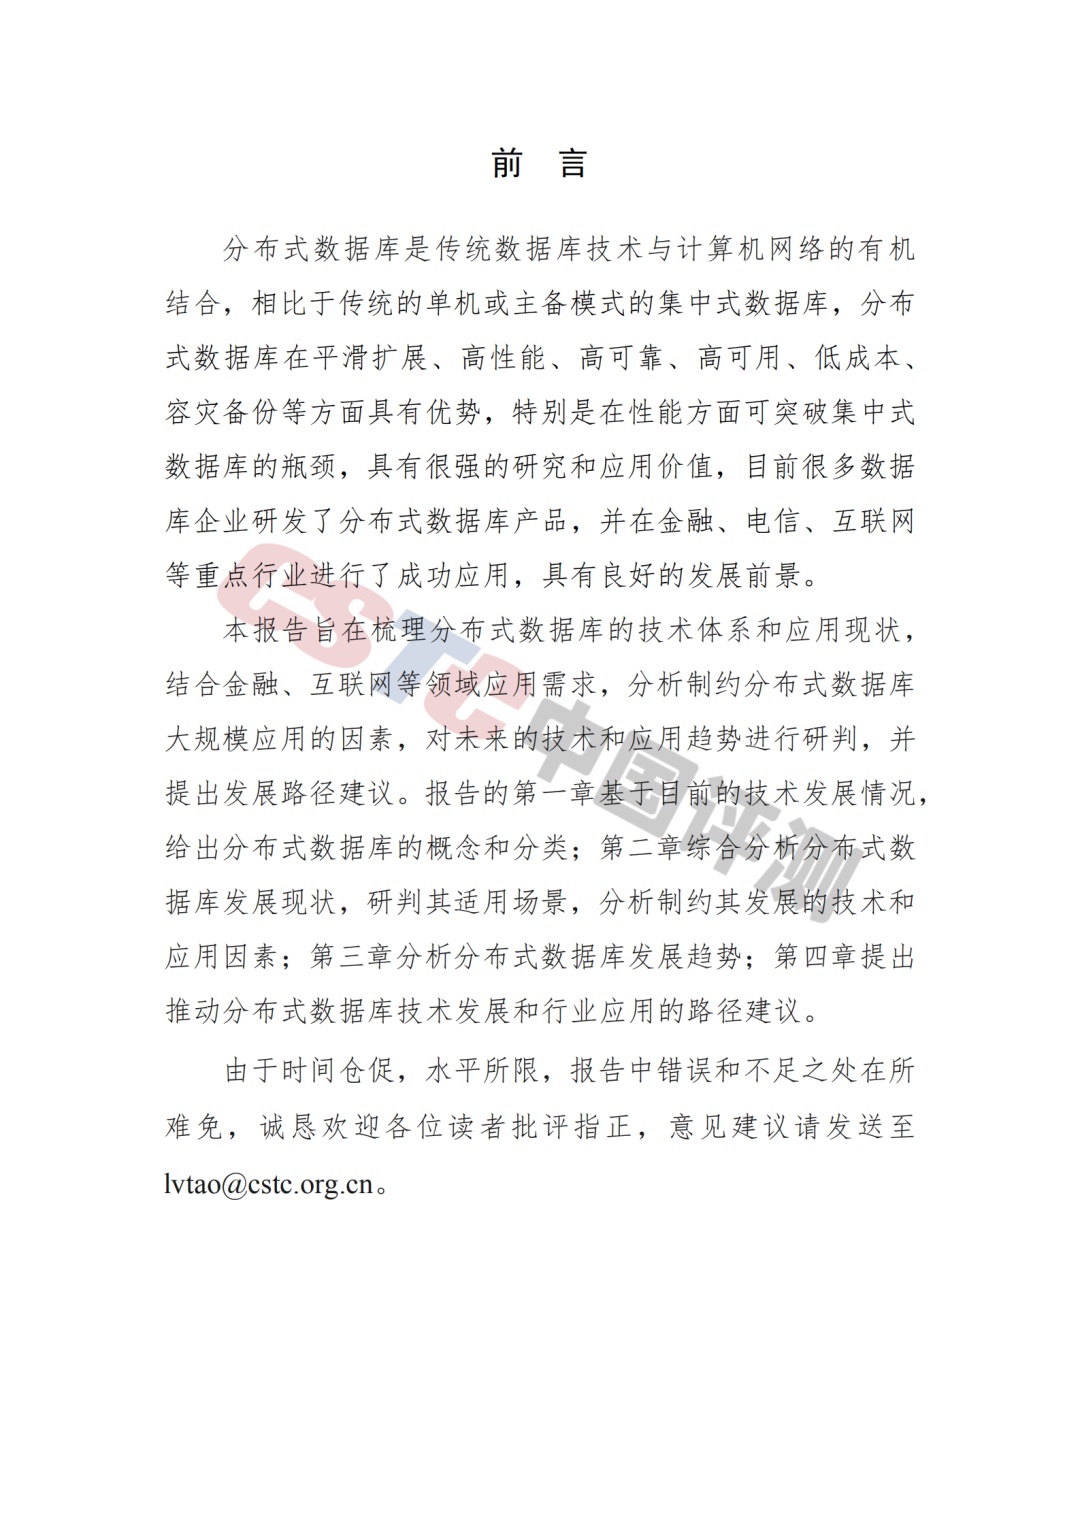 前 言
分布式数据库是传统数据库技术与计算机网络的有机
结合，相比于传统的单机或主备模式的集中式数据库，分布
式数据库在平滑扩展、高性能、高可靠、高可用、低成本、
容灾备份等方面具有优势，特别是在性能方面可突破集中式
数据库的瓶颈，具有很强的研究和应用价值，目前很多数据
库企业研发了分布式数据库产品，并在金融、电信、互联网
等重点行业进行了成功应用，具有良好的发展前景。
本报告旨在梳理分布式数据库的技术体系和应用现状，
结合金融、互联网等领域应用需求，分析制约分布式数据库
大规模应用的因素，对未来的技术和应用趋势进行研判，并
提出发展路径建议。报告的第一章基于目前的技术发展情况，
给出分布式数据库的概念和分类；第二章综合分析分布式数
据库发展现状，研判其适用场景，分析制约其发展的技术和
应用因素；第三章分析分布式数据库发展趋势；第四章提出
推动分布式数据库技术发展和行业应用的路径建议。
由于时间仓促，水平所限，报告中错误和不足之处在所
难免，诚恳欢迎各位读者批评指正，意见建议请发送至
lvtao@cstc.org.cn。
CSTC中国评测